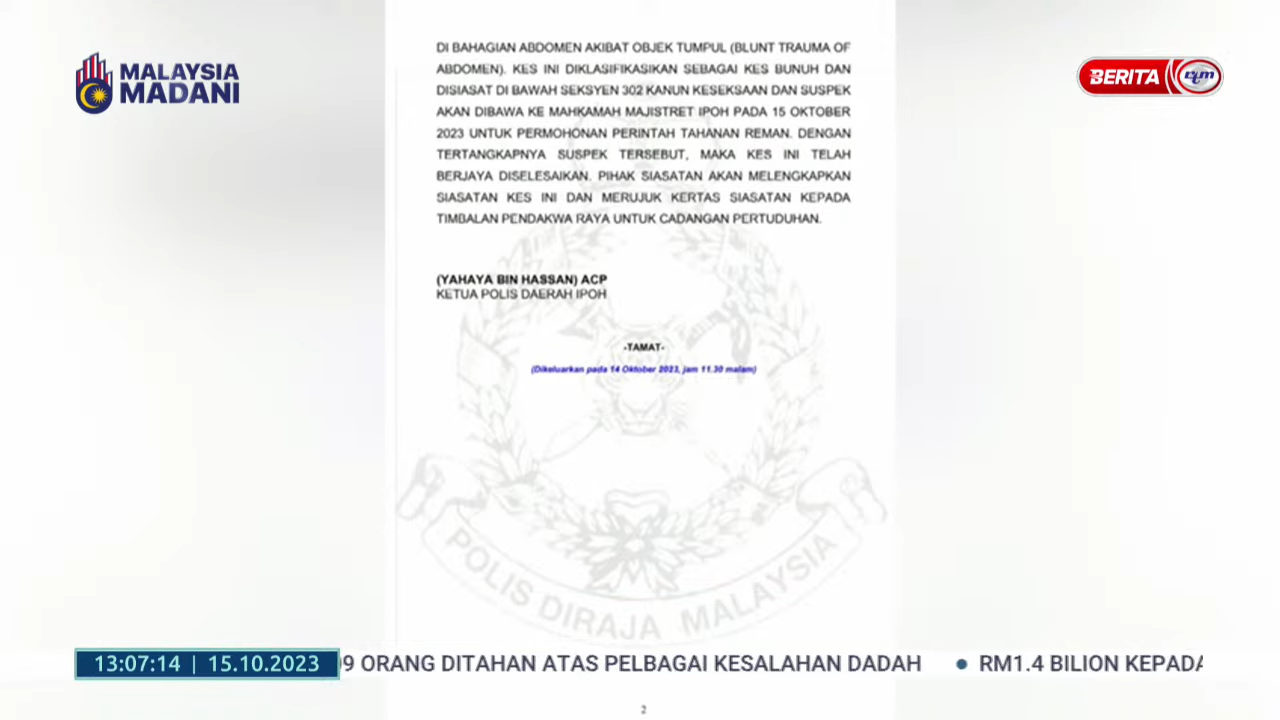 MALAYSIA
MADANI
BERITA rtm
DI BAHAGIAN ABDOMEN AKIBAT OBJEK TUMPUL (BLUNT TRAUMA OF
ABDOMEN). KES INI DIKLASIFIKASIKAN SEBAGAI KES BUNUH DAN
DISIASAT DI BAWAH SEKSYEN 302 KANUN KESEKSAAN DAN SUSPEK
AKAN DIBAWA KE MAHKAMAH MAJISTRET IPOH PADA 15 OKTOBER
2023 UNTUK PERMOHONAN PERINTAH TAHANAN REMAN. DENGAN
TERTANGKAPNYA SUSPEK TERSEBUT, MAKA KES INI TELAH
BERJAYA DISELESAIKAN. PIHAK SIASATAN AKAN MELENGKAPKAN
SIASATAN KES INI DAN MERUJUK KERTAS SIASATAN KEPADA
TIMBALAN PENDAKWA RAYA UNTUK CADANGAN PERTUDUHAN.
(YAHAYA BIN HASSAN) ACP
KETUA POLIS DAERAH IPOH
-TAMAT-
(Dikeluarkan pada 14 Oktober 2023, jam 11.30 malam)
POLIS DIRAJA MALAYSIA
13:07:14 | 15.10.2023 09 ORANG DITAHAN ATAS PELBAGAI KESALAHAN DADAH • RM1.4 BILION KEPADA
2